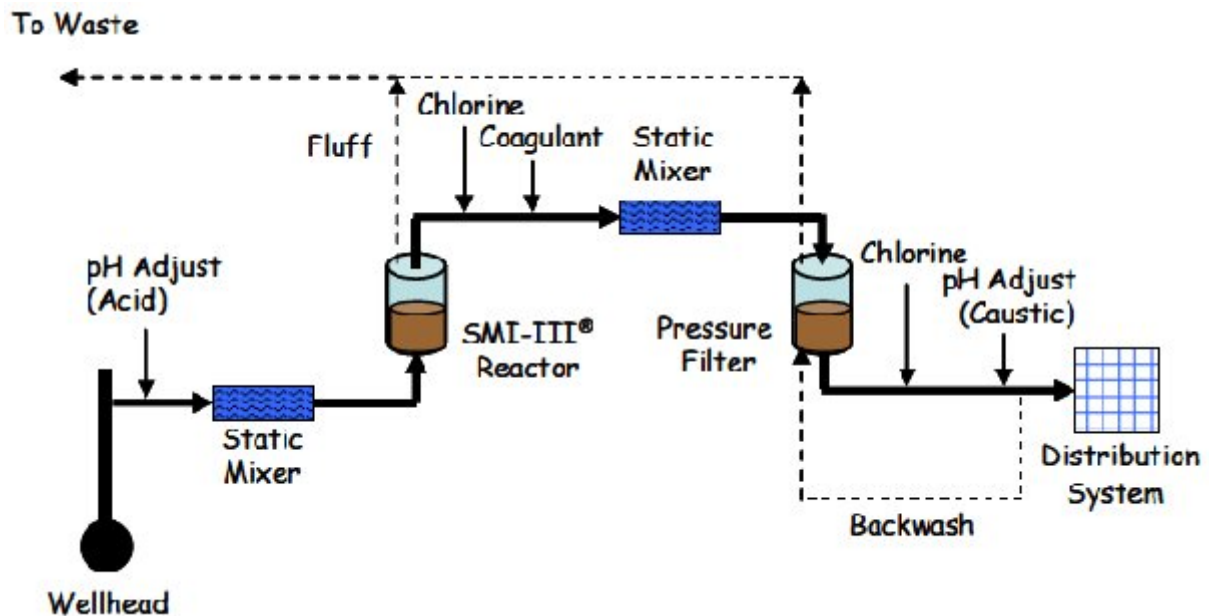 To Waste
Chlorine
Fluff
Coagulant
Static
Mixer
pH Adjust
(Acid)
SMI-III®
Reactor
Pressure
Filter
Chlorine
pH Adjust
(Caustic)
Static
Mixer
Distribution
System
Backwash
Wellhead